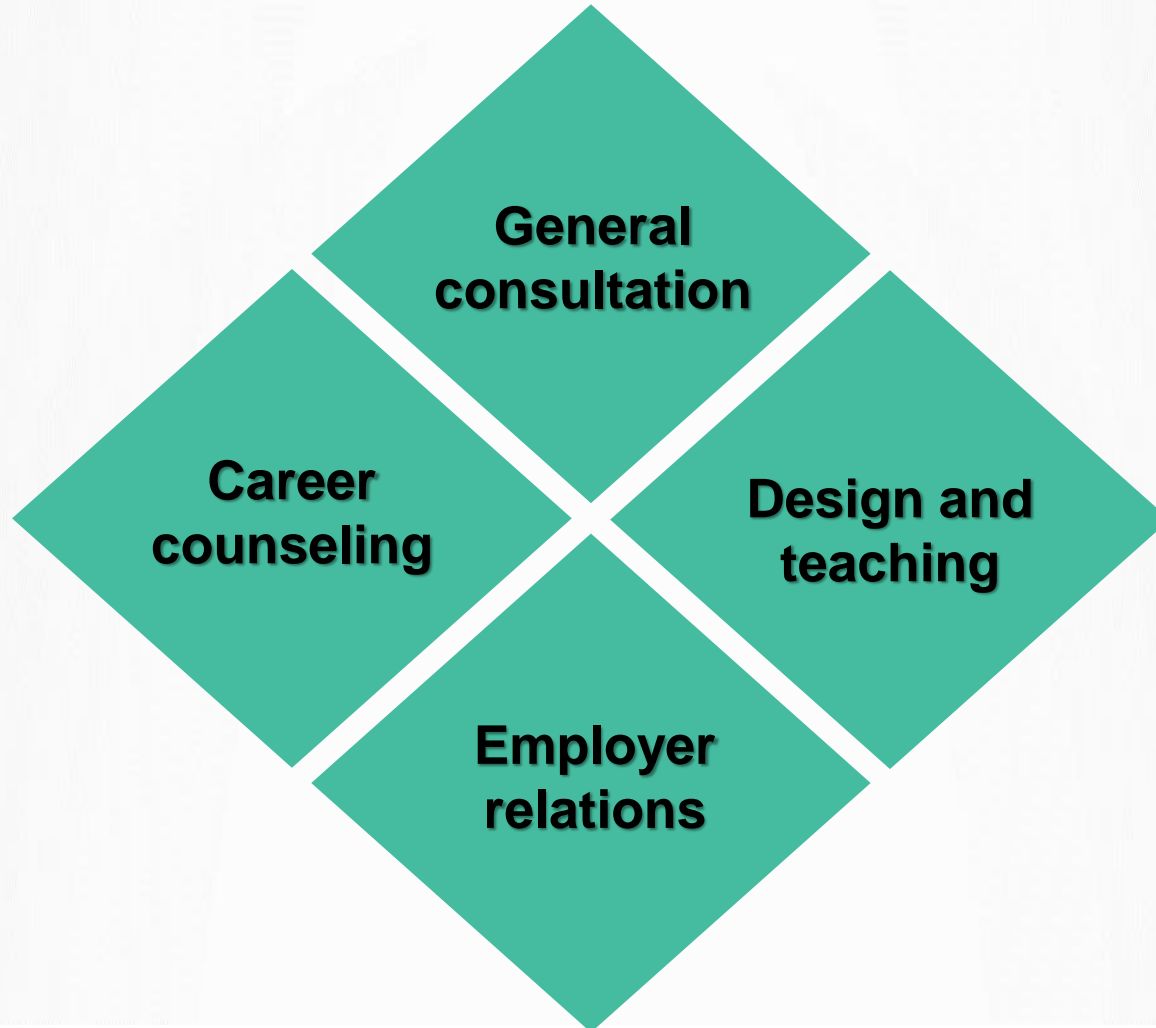 General
consultation
Career
counseling
Design and
teaching
Employer
relations